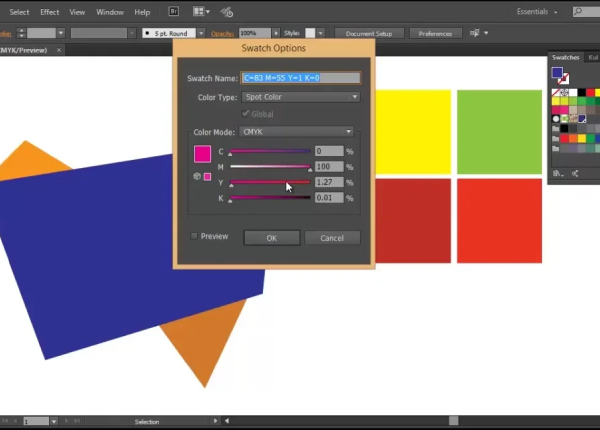 Select Effect View Window Help Br Essentials
5 pt. Round Opacity: 100% Style: Document Setup Preferences
CMYK/Preview) ×
Swatch Options
Swatch Name: C=83 M=55 Y=1 K=0
Color Type: Spot Color
Global
Color Mode: CMYK
C 0 %
M 100 %
Y 1.27 %
K 0.01 %
Preview OK Cancel
Swatches Kul
1 Selection